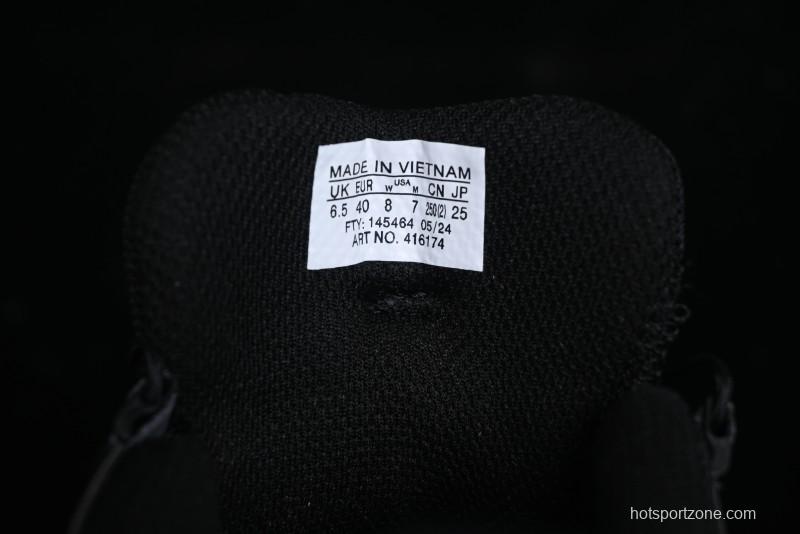 MADE IN VIETNAM
UK EUR W USA M CN JP
6.5 40 8 7 250(2) 25
FTY: 145464 05/24
ART NO. 416174
hotsportzone.com